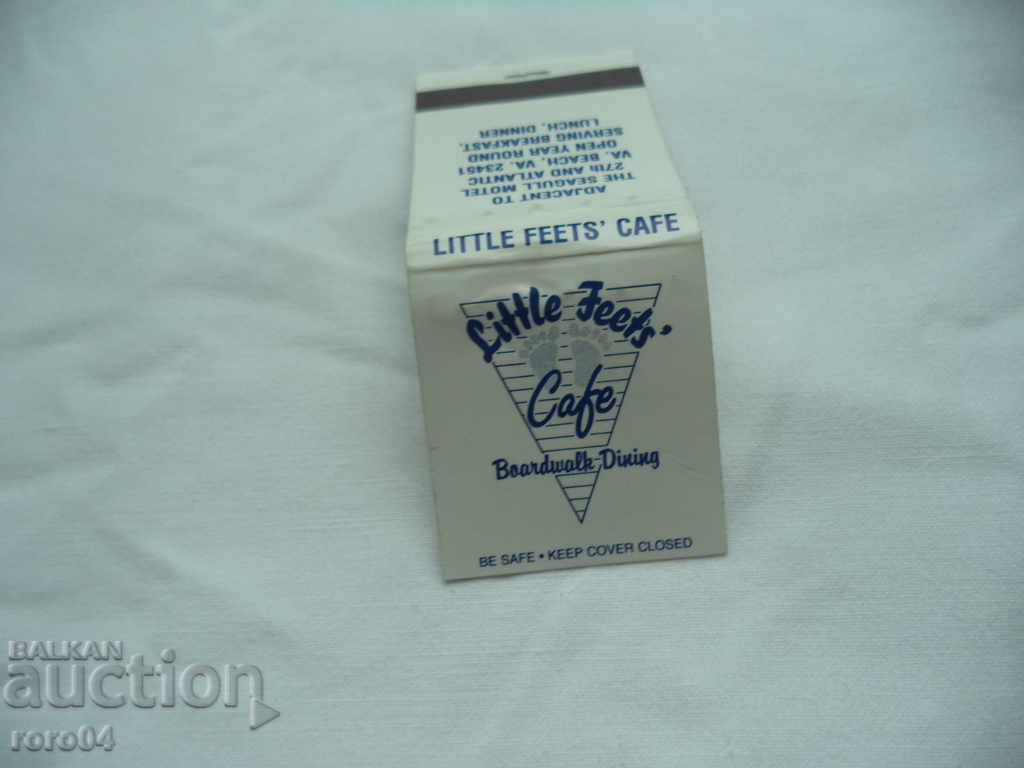 ADJACENT TO
THE SEAGULL MOTEL
27th AND ATLANTIC
VA. BEACH, VA. 23451
OPEN YEAR ROUND
SERVING BREAKFAST,
LUNCH, DINNER
LITTLE FEETS' CAFE
Little Feets'
Cafe
Boardwalk Dining
BE SAFE • KEEP COVER CLOSED
BALKAN
auction
roro04